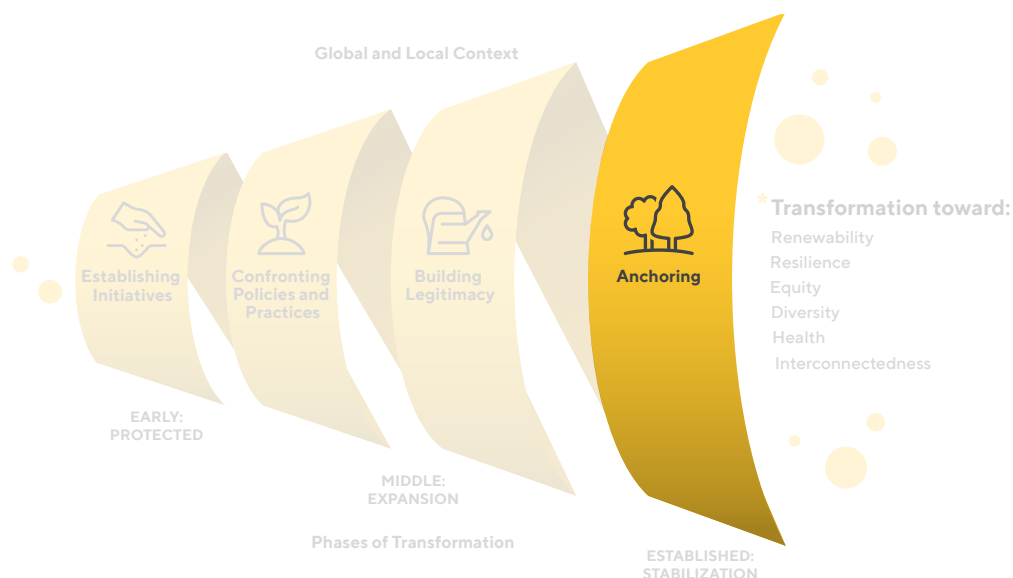 Global and Local Context
Establishing
Initiatives
Confronting
Policies and
Practices
Building
Legitimacy
Anchoring
* Transformation toward:
Renewability
Resilience
Equity
Diversity
Health
Interconnectedness
EARLY:
PROTECTED
MIDDLE:
EXPANSION
Phases of Transformation
ESTABLISHED:
STABILIZATION